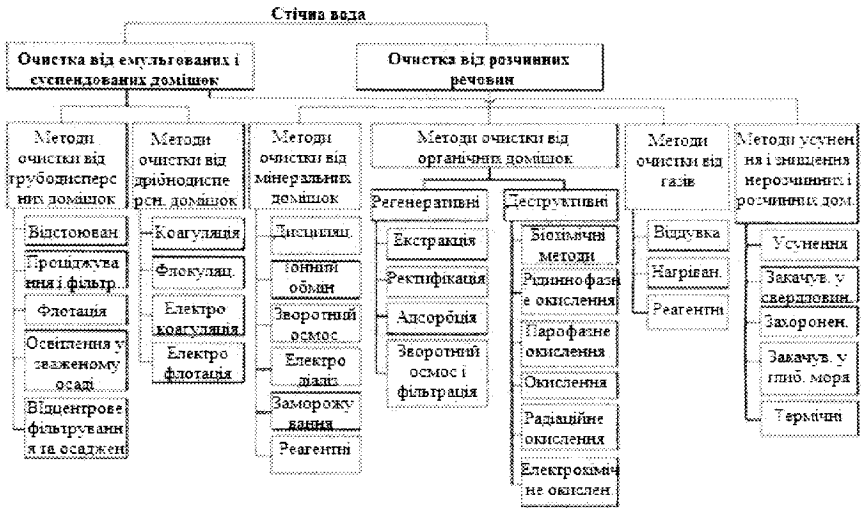 Стічна вода
Очистка від емульгованих і
суспендованих домішок
Очистка від розчинних
речовин
Методи
очистки від
грубодисперс
них домішок
Відстоюван.
Проціджува
ння і фільтр.
Флотація
Освітлення у
зваженому
осаді
Відцентрове
фільтруванн
я та осаджен
Методи
очистки від
дрібнодиспе
рсн. домішок
Коагуляція
Флокуляц.
Електро
коагуляція
Електро
флотація
Методи
очистки від
мінеральних
домішок
Дисциляц.
Іонний
обмін
Зворотний
осмос
Електро
діаліз
Заморожу
вання
Реагентні
Методи очистки від
органічних домішок
Регенеративні
Екстракція
Ректифікація
Адсорбція
Зворотний
осмос і
фільтрація
Деструктивні
Біохімічні
методи
Рідиннофаз
не окислення
Парофазне
окислення
Окислення
Радіаційне
окислення
Електрохіміч
не окислен.
Методи
очистки від
газів
Віддувка
Нагріван.
Реагентні
Методи усунен
ня і знищення
нерозчинних і
розчинних дом.
Усунення
Закачув. у
свердловин.
Захоронен.
Закачув. у
глиб. моря
Термічні